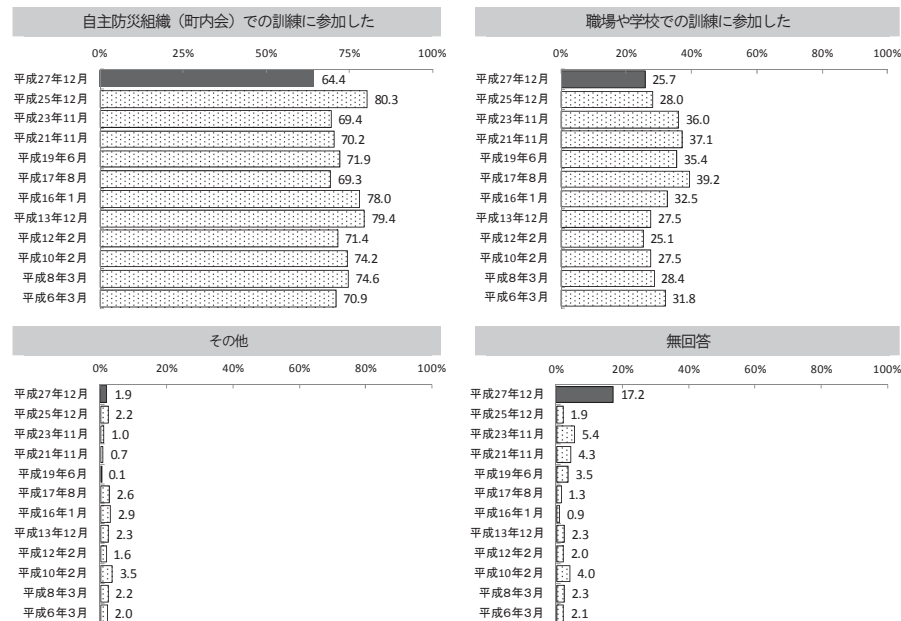 自主防災組織（町内会）での訓練に参加した
0% 25% 50% 75% 100%
平成27年12月 64.4
平成25年12月 80.3
平成23年11月 69.4
平成21年11月 70.2
平成19年6月 71.9
平成17年8月 69.3
平成16年1月 78.0
平成13年12月 79.4
平成12年2月 71.4
平成10年2月 74.2
平成8年3月 74.6
平成6年3月 70.9
職場や学校での訓練に参加した
0% 20% 40% 60% 80% 100%
平成27年12月 25.7
平成25年12月 28.0
平成23年11月 36.0
平成21年11月 37.1
平成19年6月 35.4
平成17年8月 39.2
平成16年1月 32.5
平成13年12月 27.5
平成12年2月 25.1
平成10年2月 27.5
平成8年3月 28.4
平成6年3月 31.8
その他
0% 20% 40% 60% 80% 100%
平成27年12月 1.9
平成25年12月 2.2
平成23年11月 1.0
平成21年11月 0.7
平成19年6月 0.1
平成17年8月 2.6
平成16年1月 2.9
平成13年12月 2.3
平成12年2月 1.6
平成10年2月 3.5
平成8年3月 2.2
平成6年3月 2.0
無回答
0% 20% 40% 60% 80% 100%
平成27年12月 17.2
平成25年12月 1.9
平成23年11月 5.4
平成21年11月 4.3
平成19年6月 3.5
平成17年8月 1.3
平成16年1月 0.9
平成13年12月 2.3
平成12年2月 2.0
平成10年2月 4.0
平成8年3月 2.3
平成6年3月 2.1